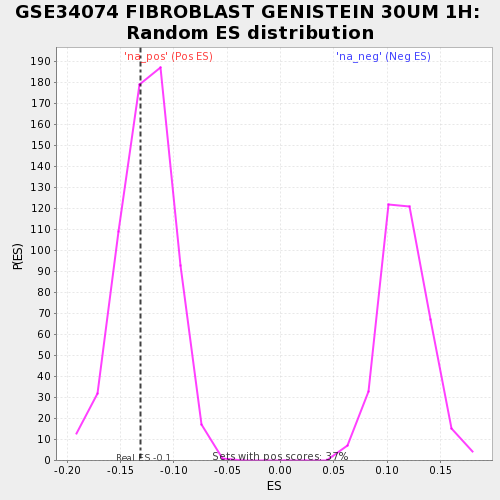 GSE34074 FIBROBLAST GENISTEIN 30UM 1H:
Random ES distribution
'na_pos' (Pos ES)
'na_neg' (Neg ES)
190
180
170
160
150
140
130
120
110
100
90
80
70
60
50
40
30
20
10
0
P(ES)
Real ES -0.1
Sets with pos scores: 37%
-0.20 -0.15 -0.10 -0.05 0.00 0.05 0.10 0.15
ES